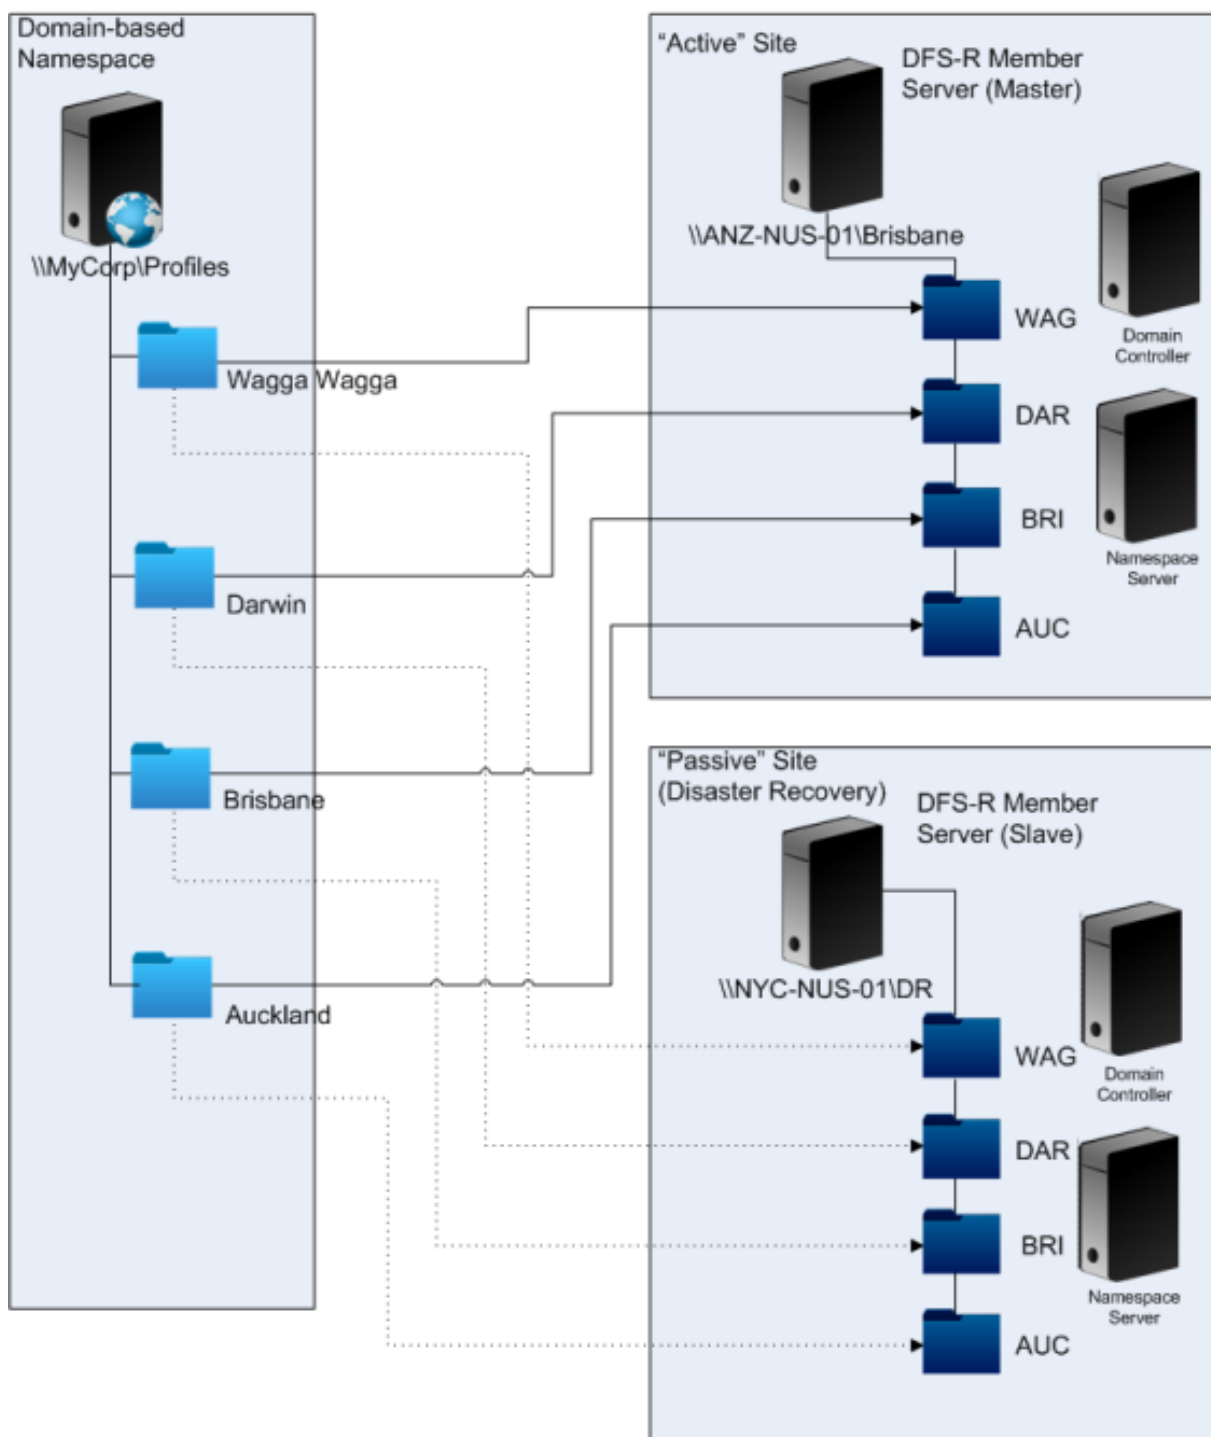 Domain-based
Namespace
\\MyCorp\Profiles
Wagga Wagga
Darwin
Brisbane
Auckland
“Active” Site
DFS-R Member
Server (Master)
\\ANZ-NUS-01\Brisbane
WAG
DAR
BRI
AUC
Domain
Controller
Namespace
Server
“Passive” Site
(Disaster Recovery)
DFS-R Member
Server (Slave)
\\NYC-NUS-01\DR
WAG
DAR
BRI
AUC
Domain
Controller
Namespace
Server